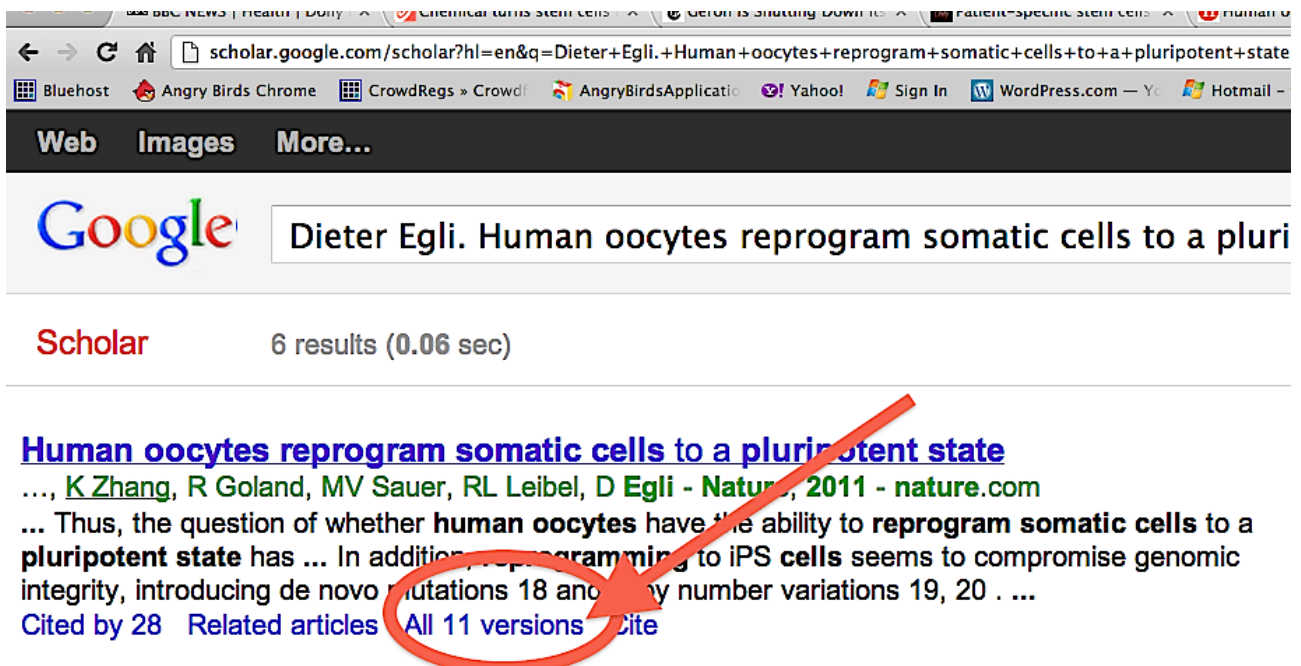 BBC NEWS | Health | Dolly Chemical turns stem cells Geron Is Shutting Down Its Patient-specific stem cells Human o
scholar.google.com/scholar?hl=en&q=Dieter+Egli.+Human+oocytes+reprogram+somatic+cells+to+a+pluripotent+state
Bluehost Angry Birds Chrome CrowdRegs » Crowdf AngryBirdsApplicatio Yahoo! Sign In WordPress.com — Yo Hotmail –
Web Images More...
Google Dieter Egli. Human oocytes reprogram somatic cells to a pluri
Scholar 6 results (0.06 sec)
Human oocytes reprogram somatic cells to a pluripotent state
..., K Zhang, R Goland, MV Sauer, RL Leibel, D Egli - Nature, 2011 - nature.com
... Thus, the question of whether human oocytes have the ability to reprogram somatic cells to a
pluripotent state has ... In addition, reprogramming to iPS cells seems to compromise genomic
integrity, introducing de novo mutations 18 and copy number variations 19, 20 . ...
Cited by 28 Related articles All 11 versions Cite